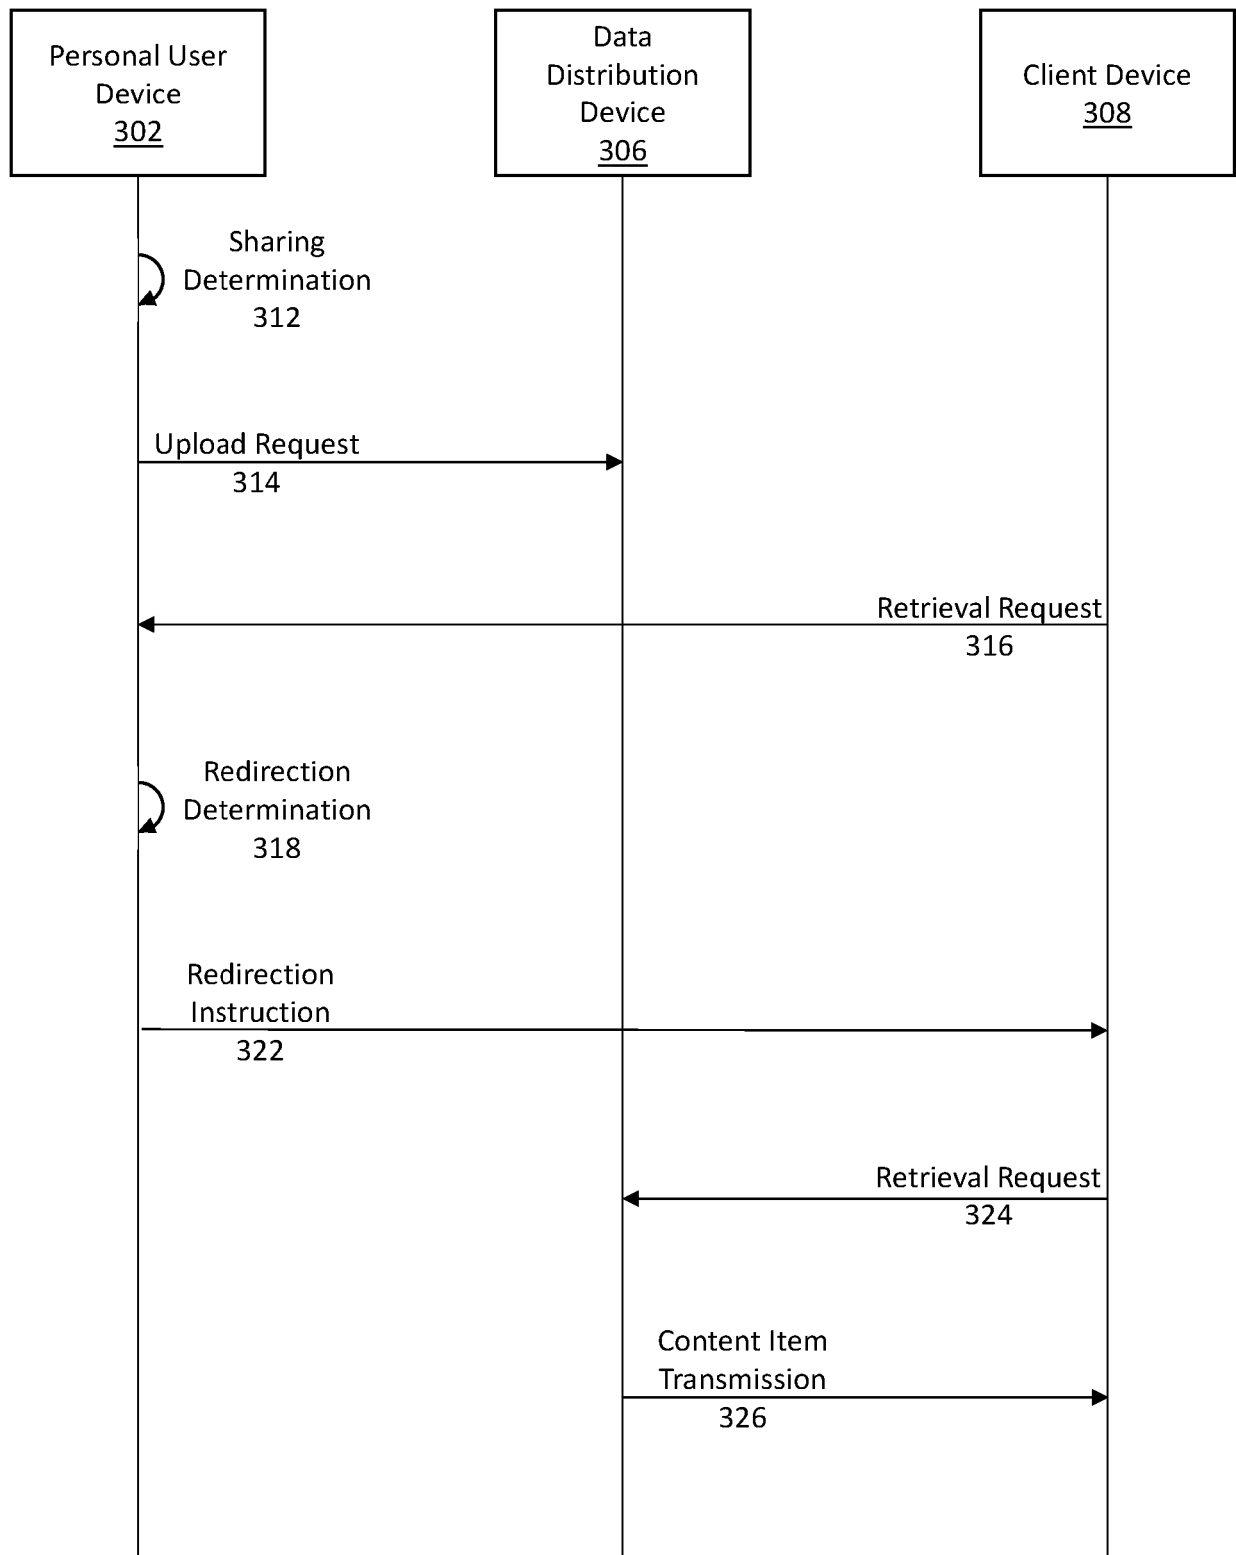 Personal User
Device
302
Data
Distribution
Device
306
Client Device
308
Sharing
Determination
312
Upload Request
314
Retrieval Request
316
Redirection
Determination
318
Redirection
Instruction
322
Retrieval Request
324
Content Item
Transmission
326